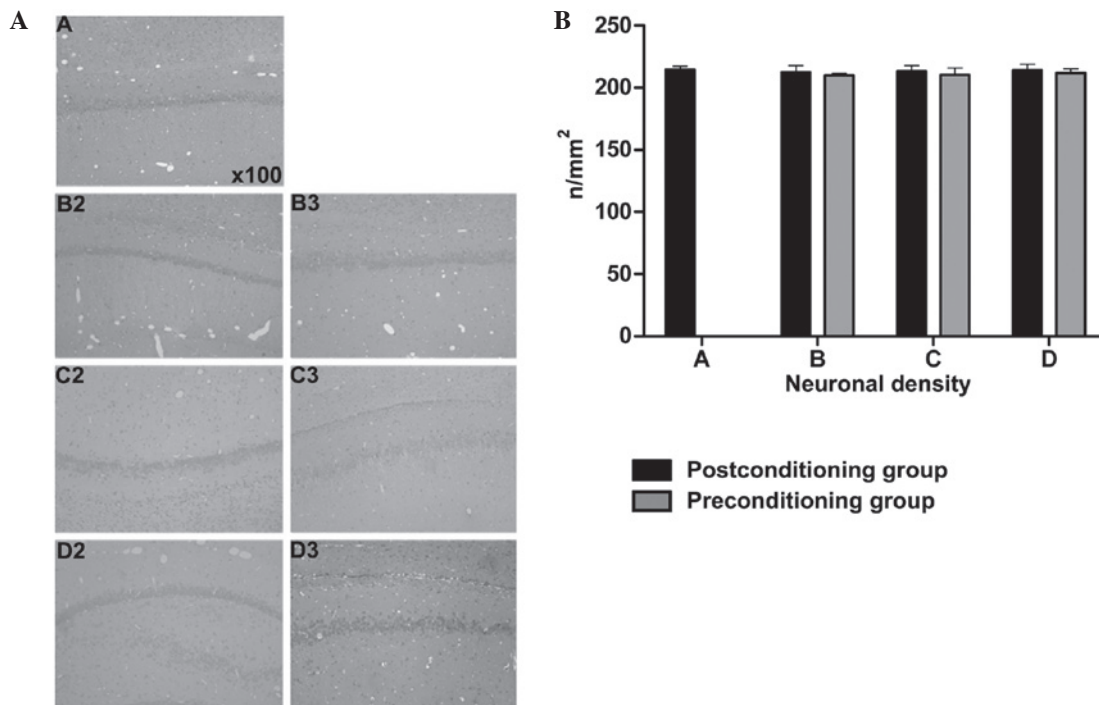 A
A
x100
B2
B3
C2
C3
D2
D3
B
250
200
150
100
50
0
n/mm²
A B C D
Neuronal density
Postconditioning group
Preconditioning group